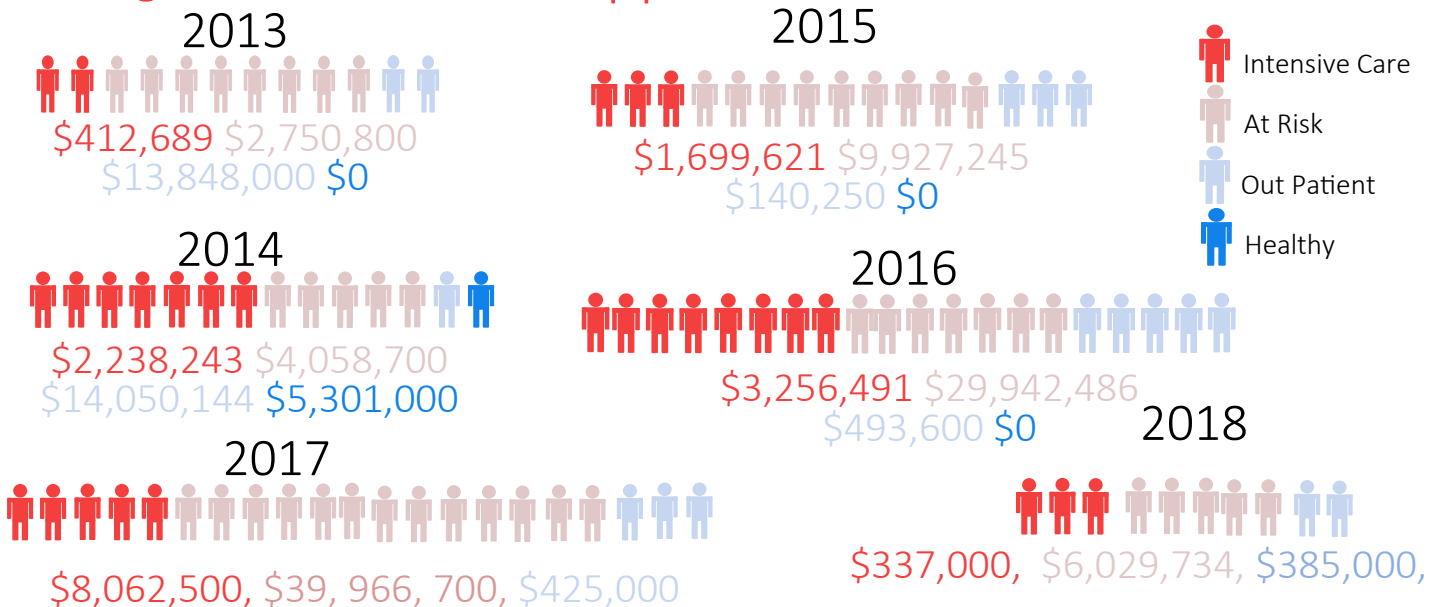 2013
$412,689 $2,750,800
$13,848,000 $0
2015
$1,699,621 $9,927,245
$140,250 $0
Intensive Care
At Risk
Out Patient
Healthy
2014
$2,238,243 $4,058,700
$14,050,144 $5,301,000
2016
$3,256,491 $29,942,486
$493,600 $0
2017
$8,062,500, $39, 966, 700, $425,000
2018
$337,000, $6,029,734, $385,000,